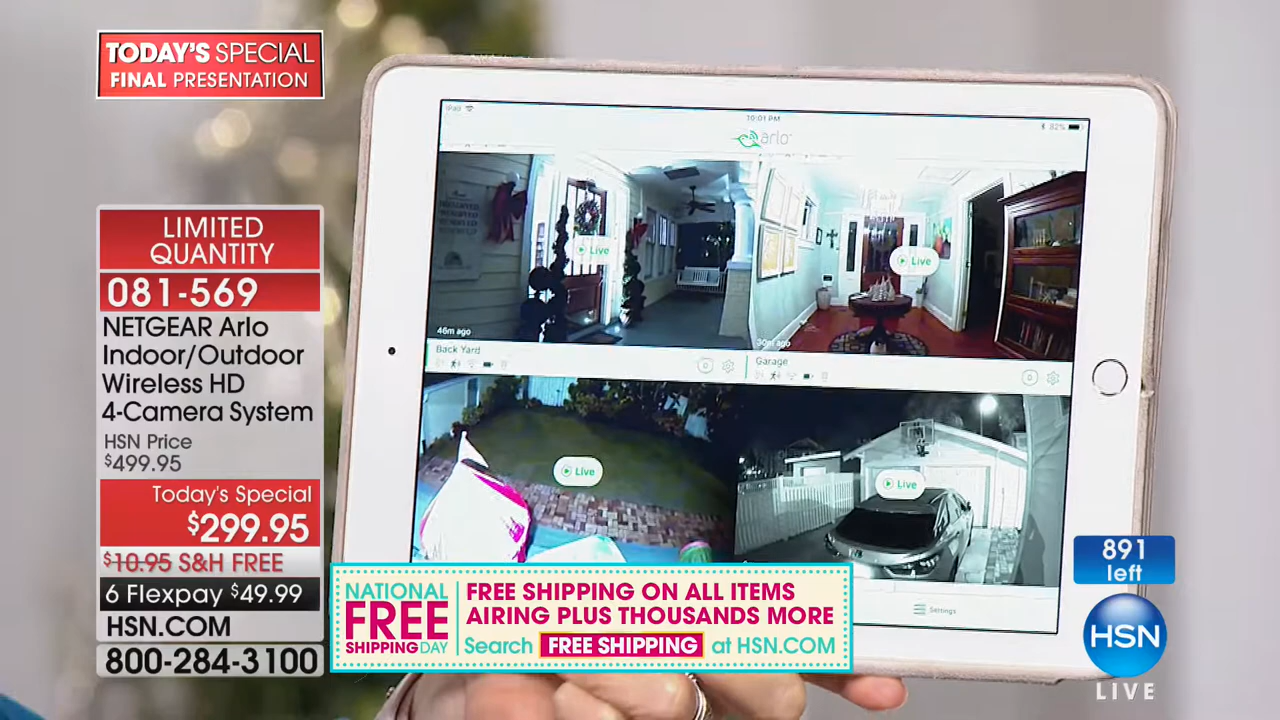 TODAY'S SPECIAL
FINAL PRESENTATION
LIMITED
QUANTITY
081-569
NETGEAR Arlo
Indoor/Outdoor
Wireless HD
4-Camera System
HSN Price
$499.95
Today's Special
$299.95
$10.95 S&H FREE
6 Flexpay $49.99
HSN.COM
800-284-3100
iPad
10:01 PM
82%
arlo
Live
Live
46m ago
30m ago
Back Yard
0
Garage
0
Live
Live
Settings
NATIONAL
FREE
SHIPPING DAY
FREE SHIPPING ON ALL ITEMS
AIRING PLUS THOUSANDS MORE
Search FREE SHIPPING at HSN.COM
891
left
HSN
LIVE